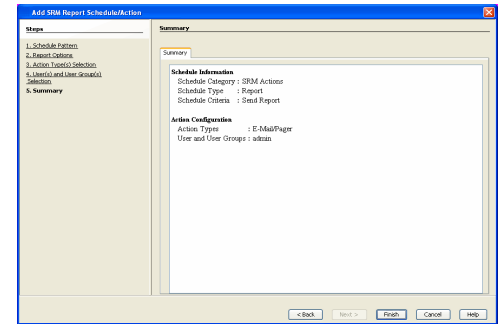 Add SRM Report Schedule/Action
Steps
1. Schedule Pattern
2. Report Options
3. Action Type(s) Selection
4. User(s) and User Group(s)
Selection
5. Summary
Summary
Summary
Schedule Information
Schedule Category : SRM Actions
Schedule Type : Report
Schedule Criteria : Send Report
Action Configuration
Action Types : E-Mail/Pager
User and User Groups : admin
< Back Next > Finish Cancel Help